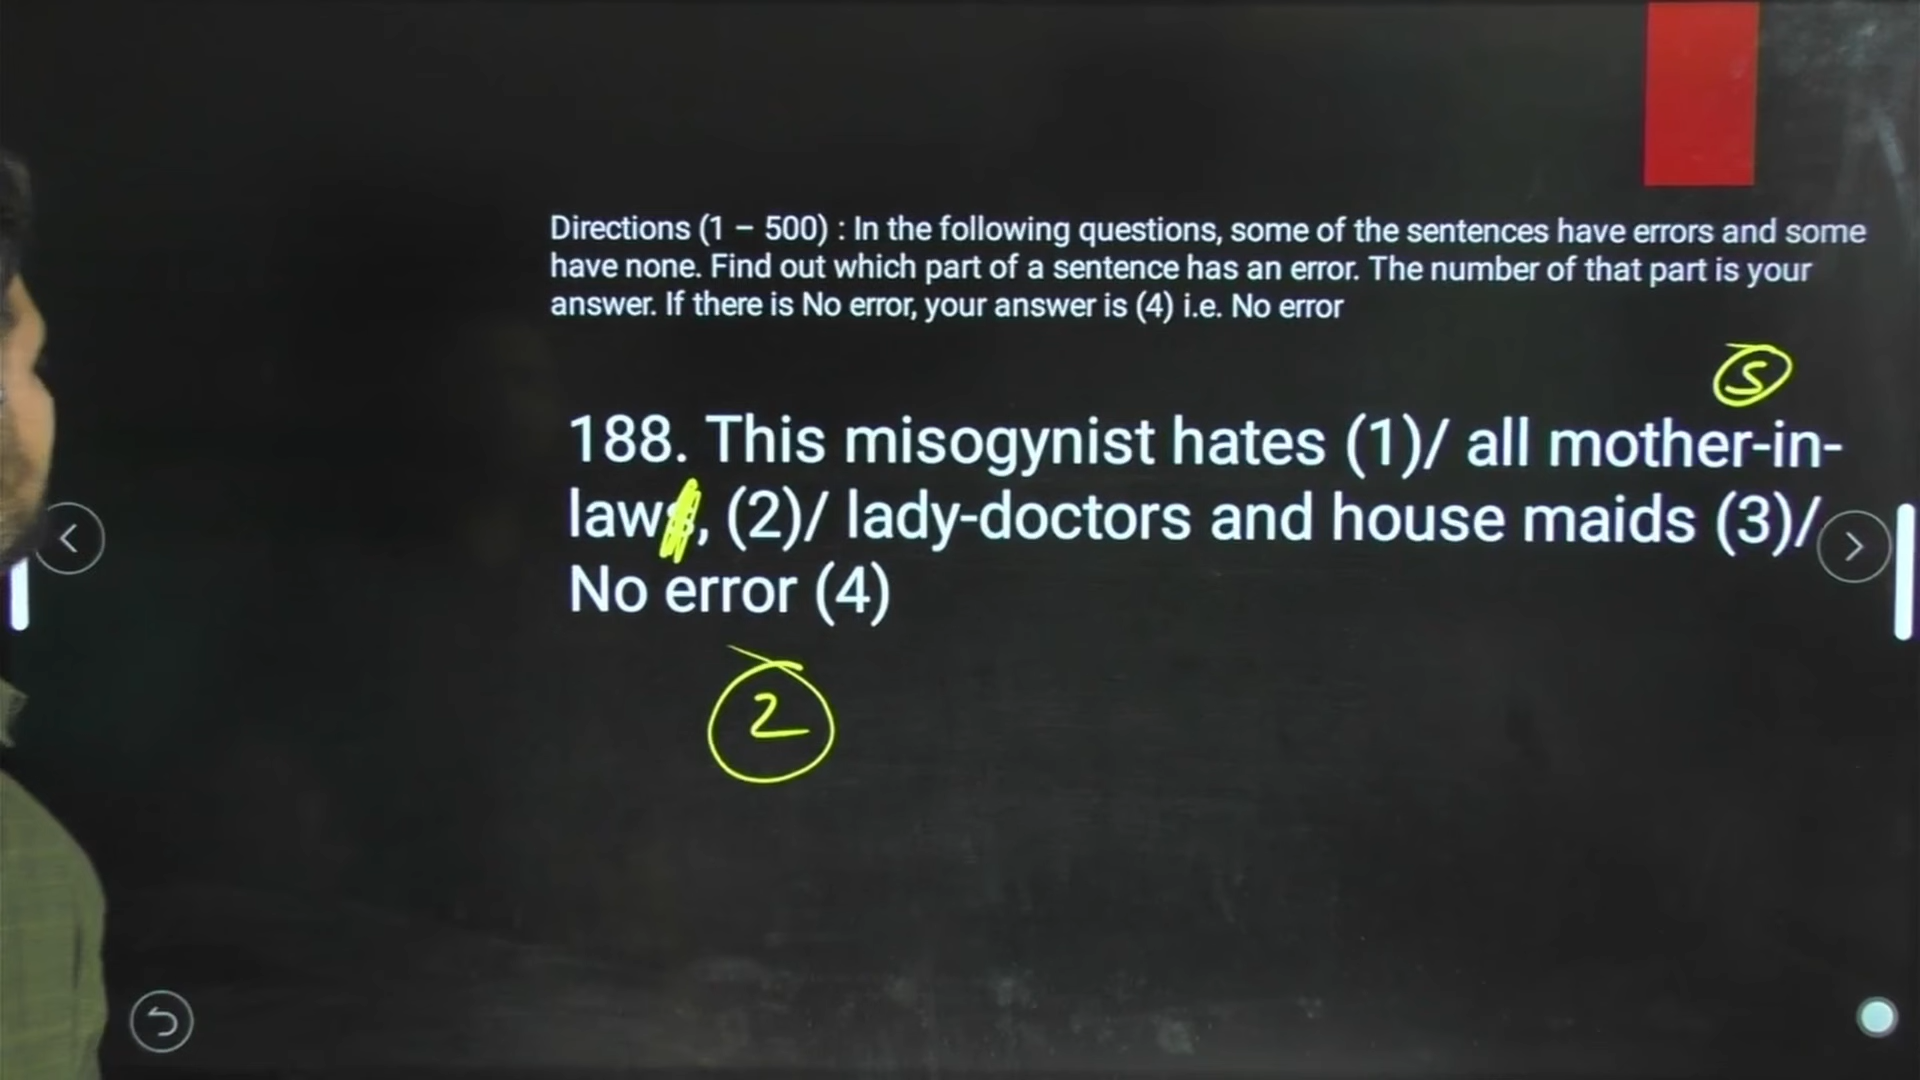 Directions (1 – 500) : In the following questions, some of the sentences have errors and some
have none. Find out which part of a sentence has an error. The number of that part is your
answer. If there is No error, your answer is (4) i.e. No error
S
188. This misogynist hates (1)/ all mother-in-
laws, (2)/ lady-doctors and house maids (3)/
No error (4)
2